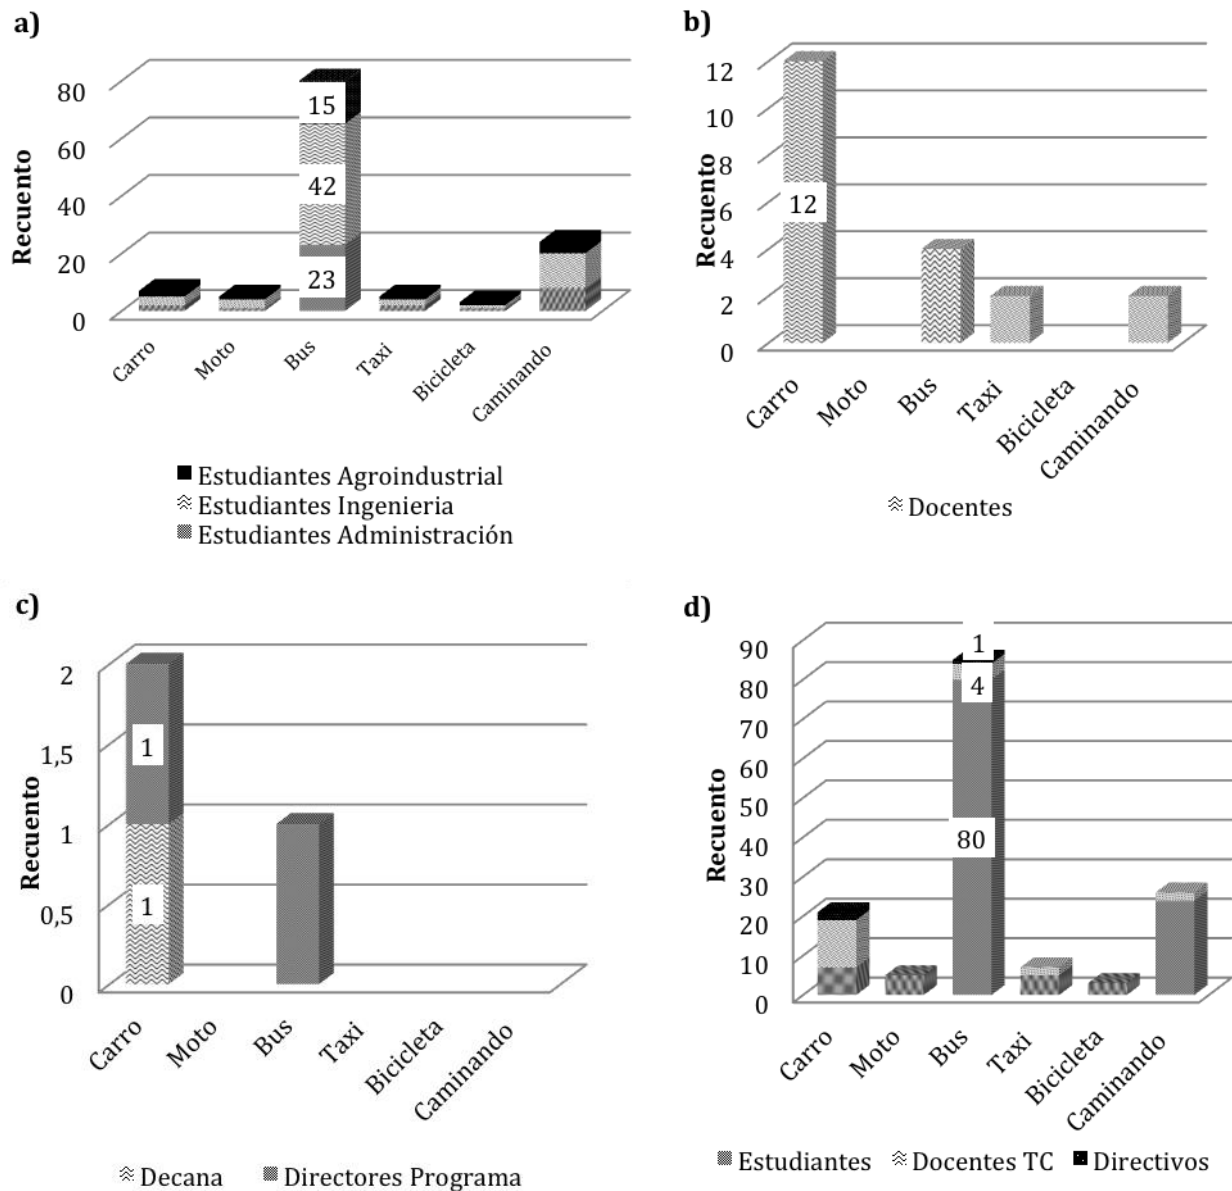 a)
Recuento
80
60
40
20
0
15
42
23
Carro
Moto
Bus
Taxi
Bicicleta
Caminando
Estudiantes Agroindustrial
Estudiantes Ingenieria
Estudiantes Administración
b)
Recuento
12
10
8
6
4
2
0
12
Carro
Moto
Bus
Taxi
Bicicleta
Caminando
Docentes
c)
Recuento
2
1,5
1
0,5
0
1
1
Carro
Moto
Bus
Taxi
Bicicleta
Caminando
Decana Directores Programa
d)
Recuento
90
80
70
60
50
40
30
20
10
0
1
4
80
Carro
Moto
Bus
Taxi
Bicicleta
Caminando
Estudiantes Docentes TC Directivos